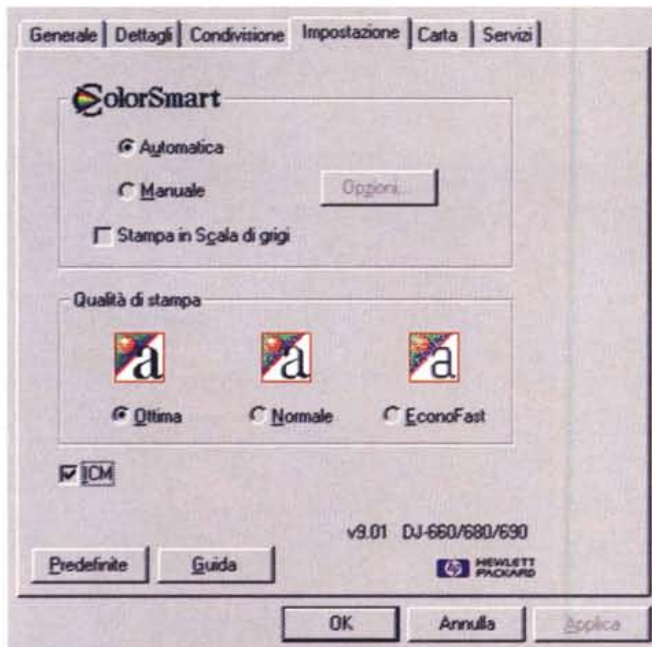 Generale Dettagli Condivisione Impostazione Carta Servizi
ColorSmart
Automatica
Manuale
Opzioni...
Stampa in Scala di grigi
Qualità di stampa
a a a
Ottima Normale EconoFast
ICM
v9.01 DJ-660/680/690
Predefinite Guida
hp HEWLETT
PACKARD
OK Annulla Applica